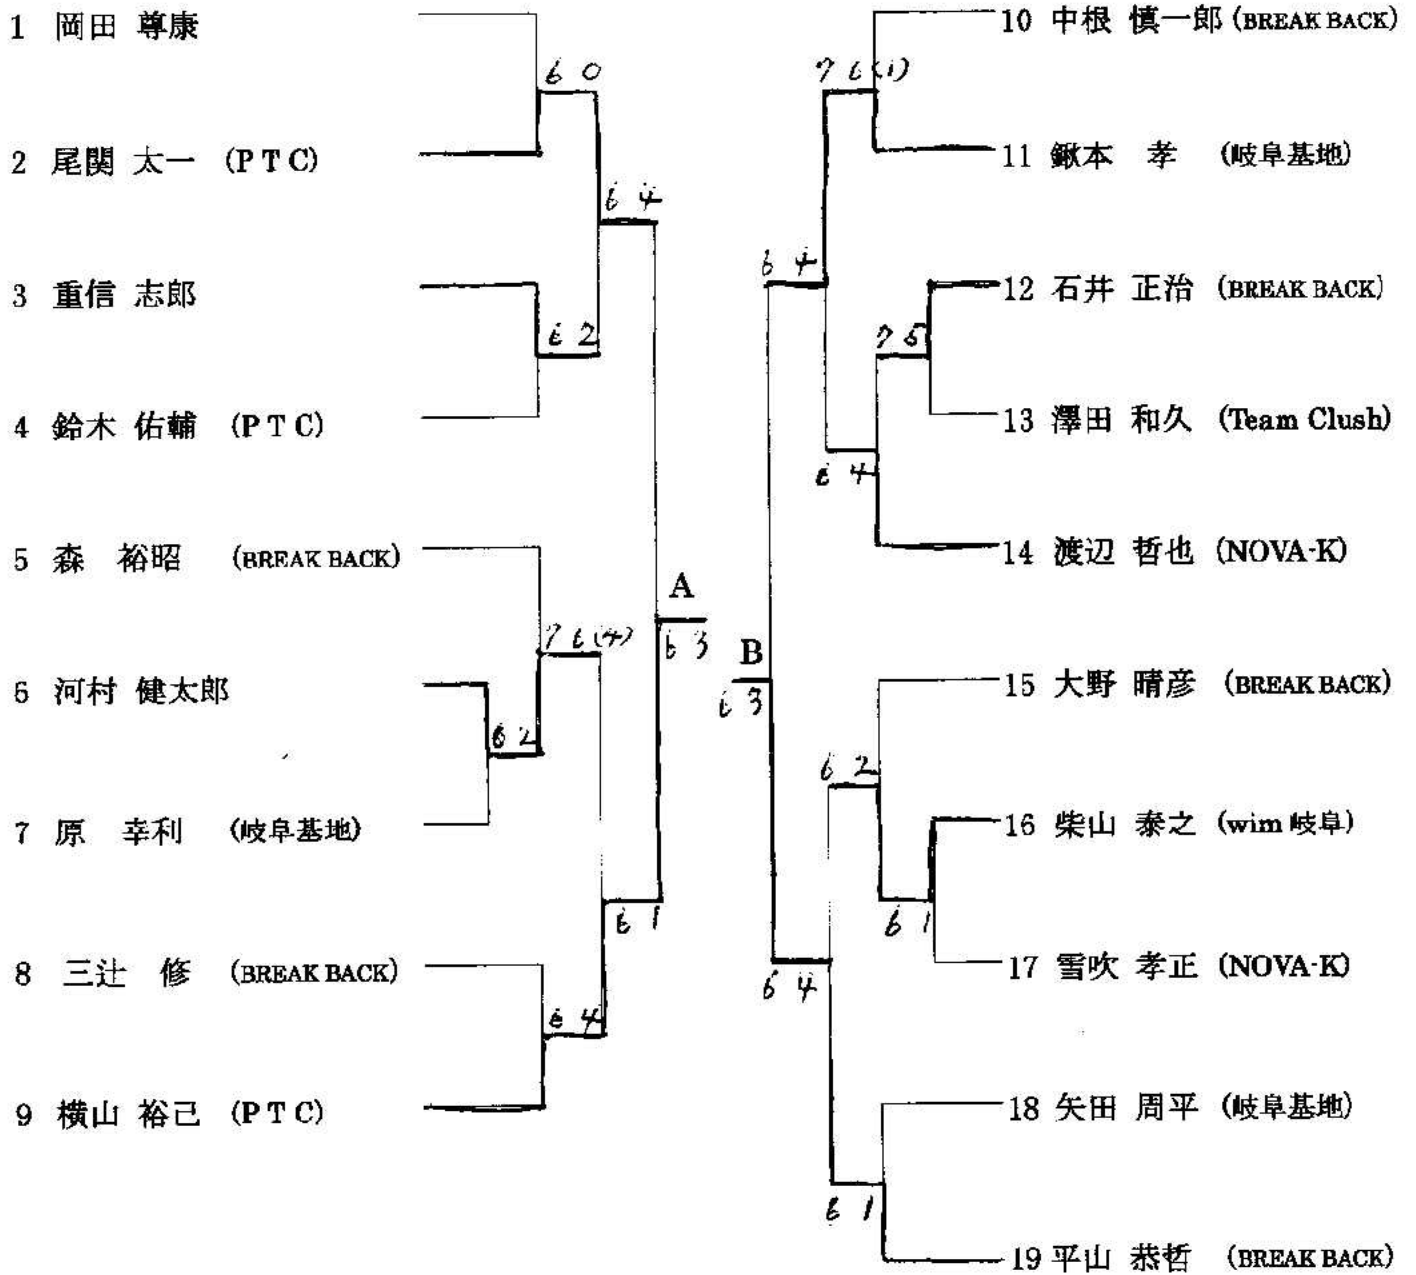 1 岡田 尊康
6 0
2 尾関 太一 (P T C)
6 4
3 重信 志郎
6 2
4 鈴木 佑輔 (P T C)
5 森 裕昭 (BREAK BACK)
7 6(4)
A
6 3
6 河村 健太郎
6 2
7 原 幸利 (岐阜基地)
6 1
8 三辻 修 (BREAK BACK)
6 4
9 横山 裕己 (P T C)
10 中根 慎一郎 (BREAK BACK)
7 6(1)
11 鍬本 孝 (岐阜基地)
6 4
12 石井 正治 (BREAK BACK)
7 5
13 澤田 和久 (Team Clush)
6 4
14 渡辺 哲也 (NOVA-K)
B
6 3
15 大野 晴彦 (BREAK BACK)
6 2
16 柴山 泰之 (wim 岐阜)
6 1
17 雪吹 孝正 (NOVA-K)
6 4
18 矢田 周平 (岐阜基地)
6 1
19 平山 恭哲 (BREAK BACK)